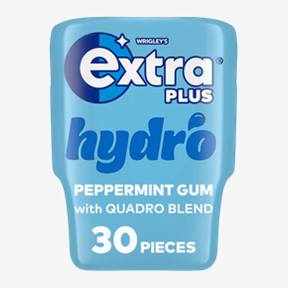 WRIGLEY'S
extra®
PLUS
hydro
PEPPERMINT GUM
with QUADRO BLEND
30 PIECES